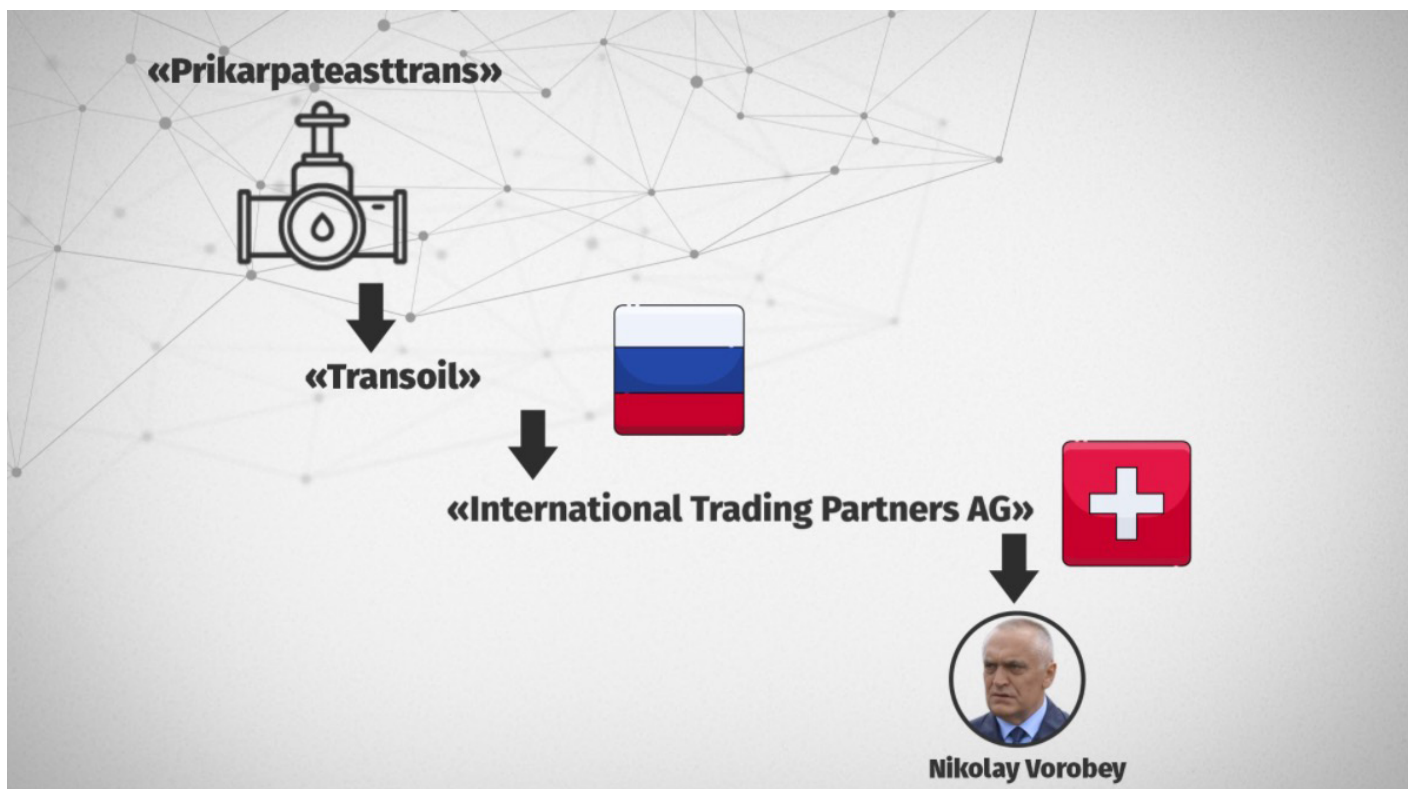 «Prikarpateasttrans»
«Transoil»
«International Trading Partners AG»
Nikolay Vorobey